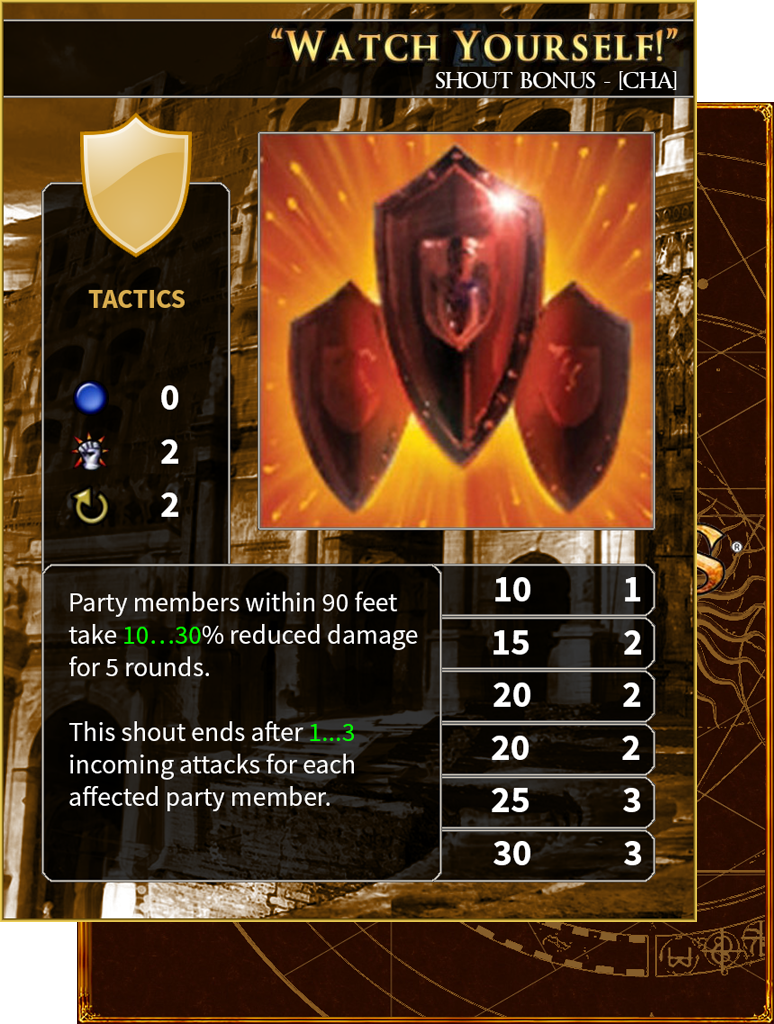 “WATCH YOURSELF!”
SHOUT BONUS - [CHA]
TACTICS
0
2
2
Party members within 90 feet
take 10...30% reduced damage
for 5 rounds.
This shout ends after 1...3
incoming attacks for each
affected party member.
10 1
15 2
20 2
20 2
25 3
30 3
S®